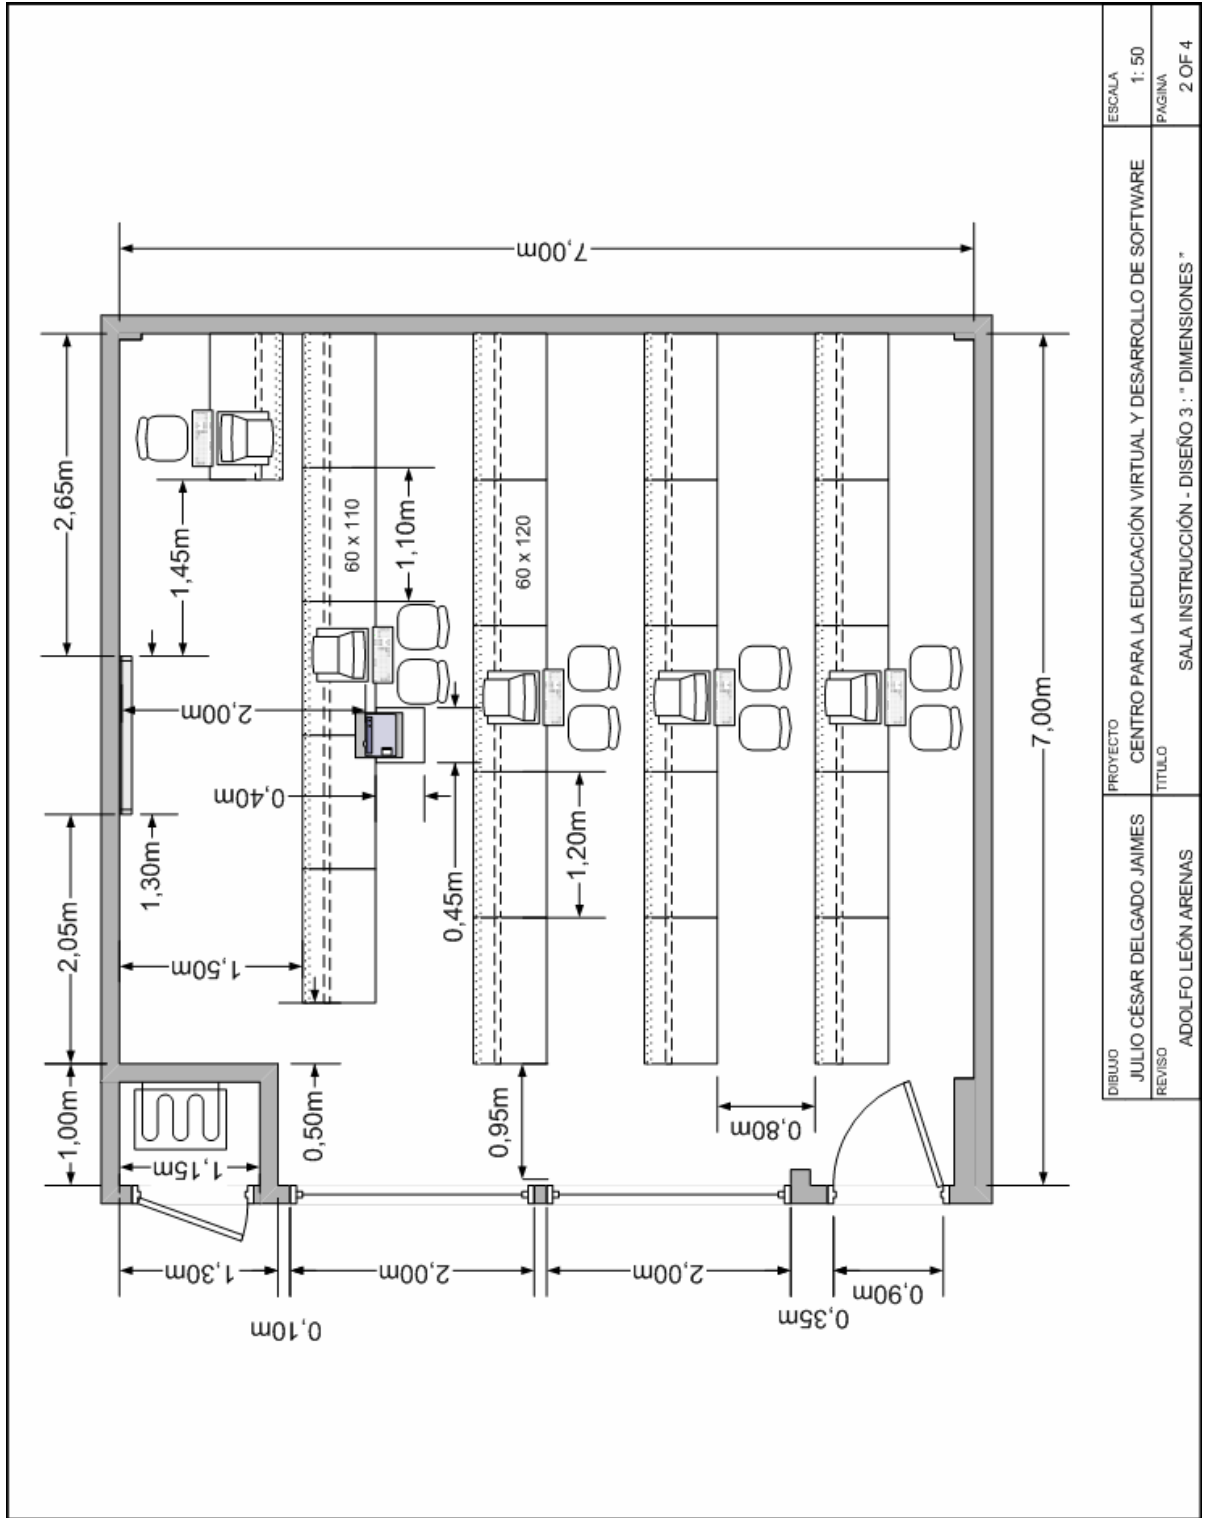 7,00m
2,65m
1,45m
60 x 110
1,10m
60 x 120
2,00m
0,40m
1,30m
2,05m
0,45m
1,20m
7,00m
1,50m
1,00m
1,15m
0,50m
0,95m
0,80m
1,30m
2,00m
2,00m
0,90m
0,10m
0,35m
DIBUJO
JULIO CÉSAR DELGADO JAIMES
REVISO
ADOLFO LEÓN ARENAS
PROYECTO
CENTRO PARA LA EDUCACIÓN VIRTUAL Y DESARROLLO DE SOFTWARE
TITULO
SALA INSTRUCCIÓN - DISEÑO 3 : " DIMENSIONES "
ESCALA
1: 50
PAGINA
2 OF 4